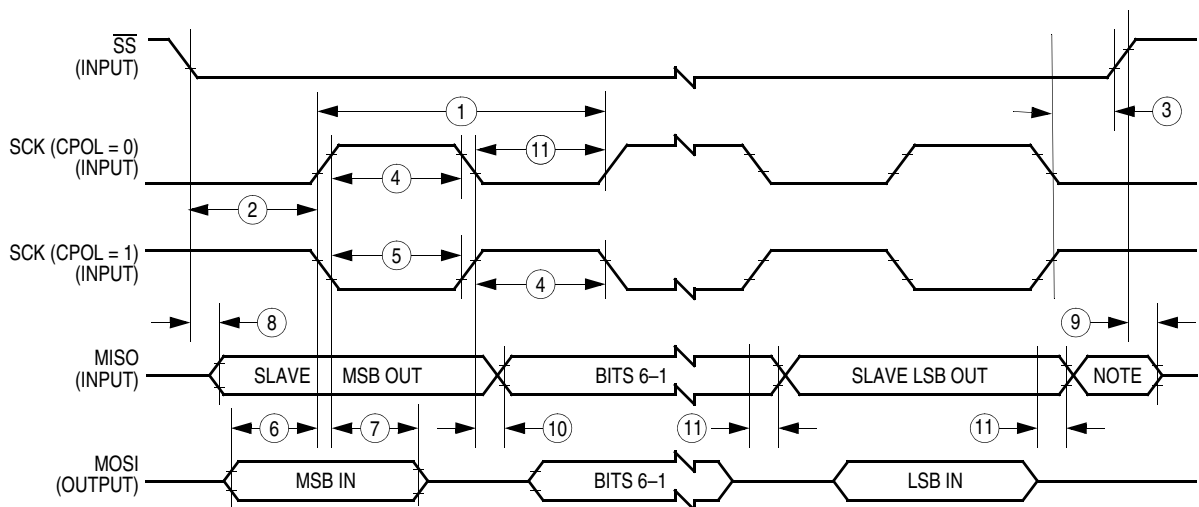 SS
(INPUT)
1
3
SCK (CPOL = 0)
(INPUT)
11
4
2
SCK (CPOL = 1)
(INPUT)
5
4
8
9
MISO
(INPUT)
SLAVE MSB OUT
BITS 6–1
SLAVE LSB OUT
NOTE
6
7
10
11
11
MOSI
(OUTPUT)
MSB IN
BITS 6–1
LSB IN